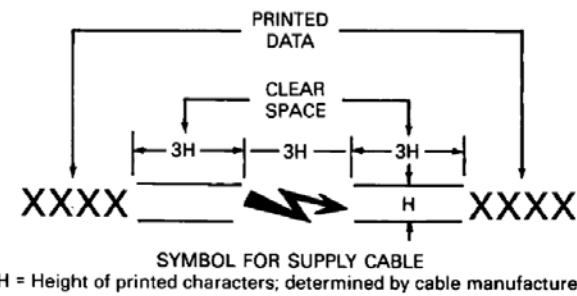 PRINTED
DATA
CLEAR
SPACE
3H 3H 3H
XXXX H XXXX
SYMBOL FOR SUPPLY CABLE
H = Height of printed characters; determined by cable manufacture